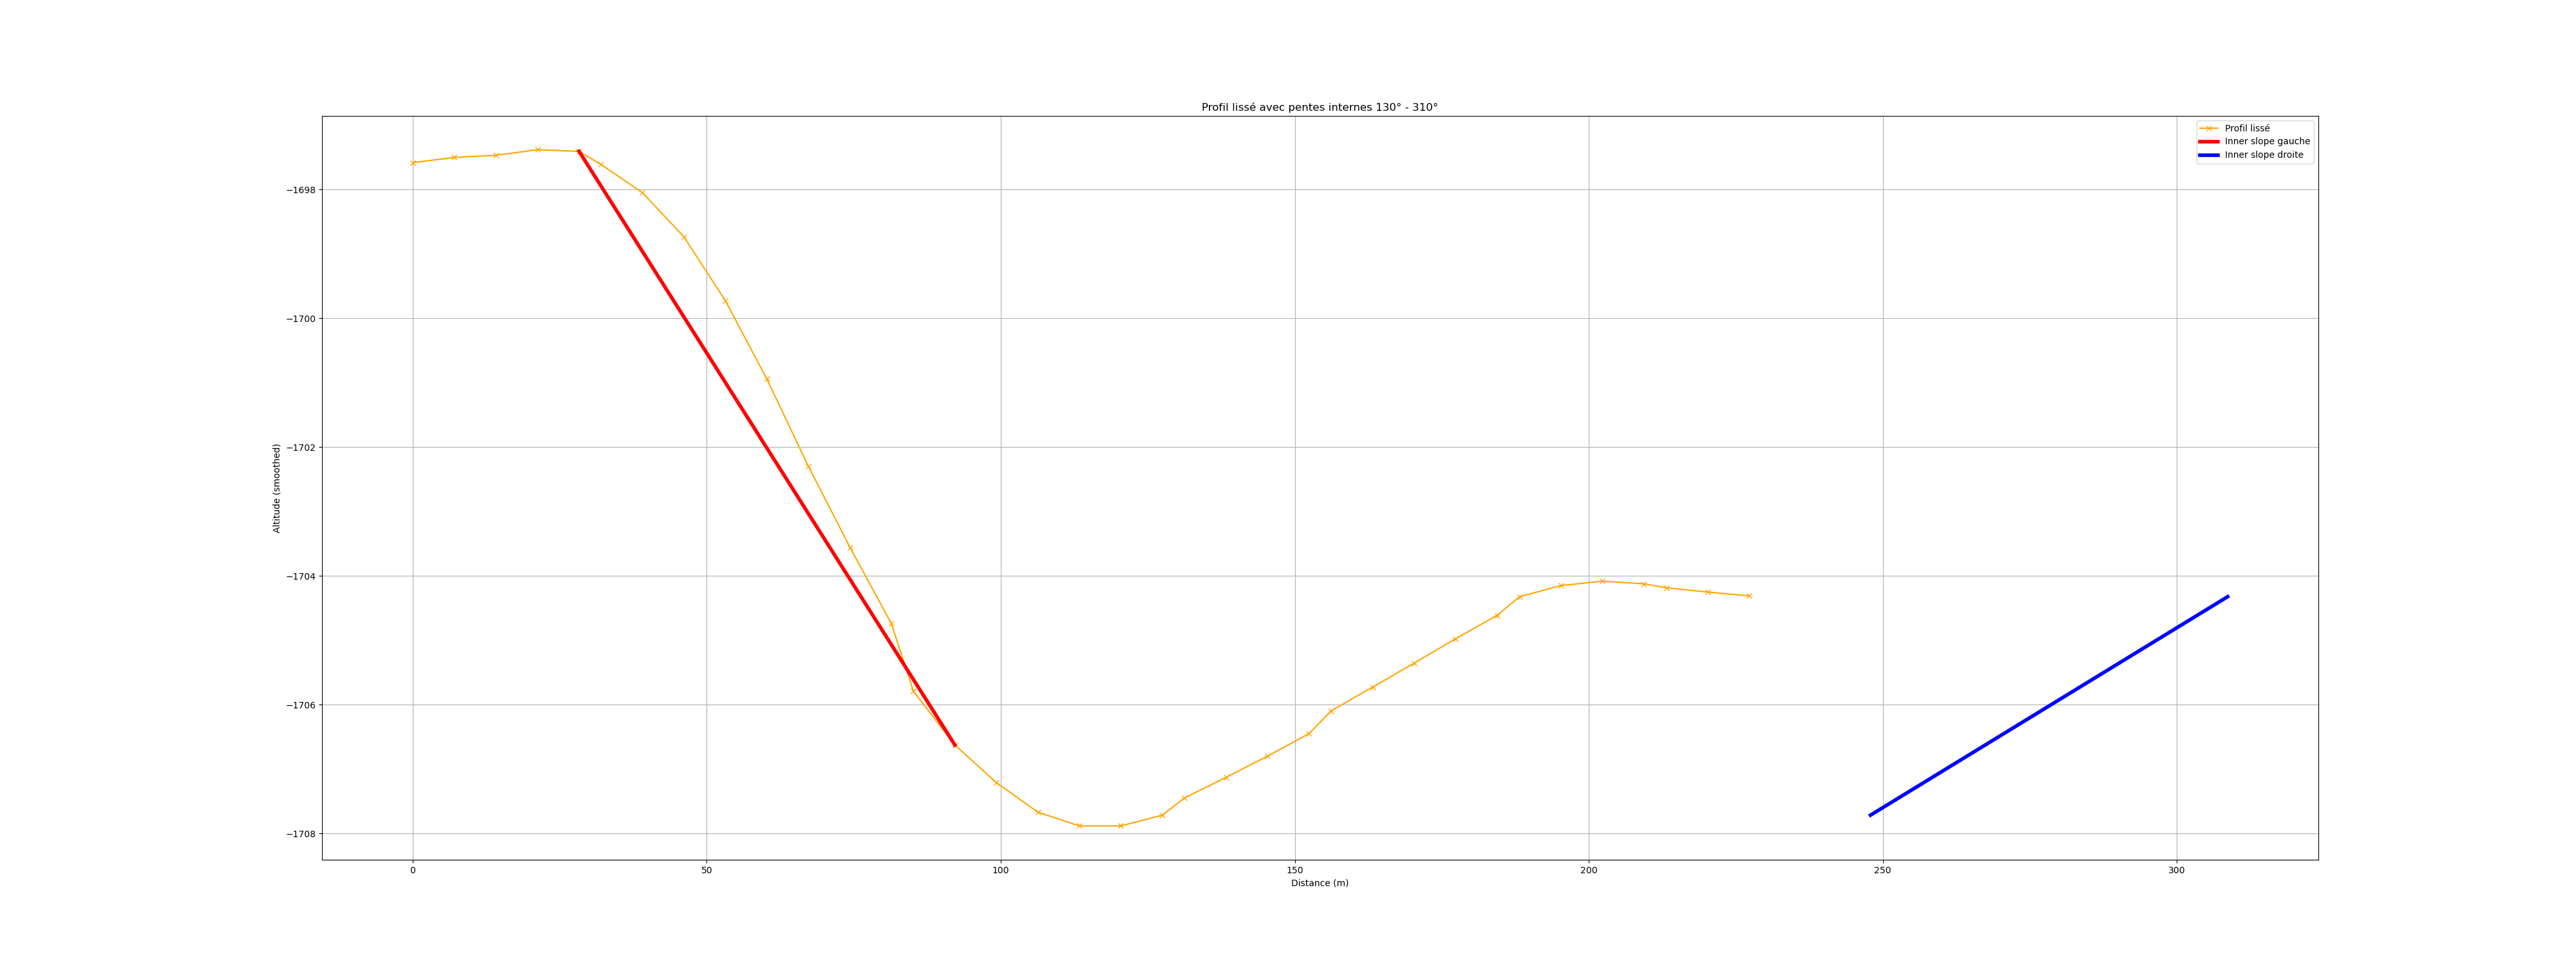 Profil lissé avec pentes internes 130° - 310°
Profil lissé
Inner slope gauche
Inner slope droite
−1698
−1700
−1702
−1704
−1706
−1708
Altitude (smoothed)
0 50 100 150 200 250 300
Distance (m)